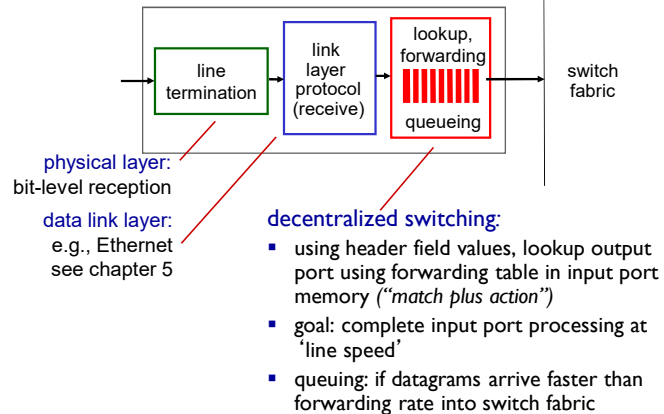 line
termination
link
layer
protocol
(receive)
lookup,
forwarding
queueing
switch
fabric
physical layer:
bit-level reception
data link layer:
e.g., Ethernet
see chapter 5
decentralized switching:
▪ using header field values, lookup output
port using forwarding table in input port
memory (“match plus action”)
▪ goal: complete input port processing at
‘line speed’
▪ queuing: if datagrams arrive faster than
forwarding rate into switch fabric